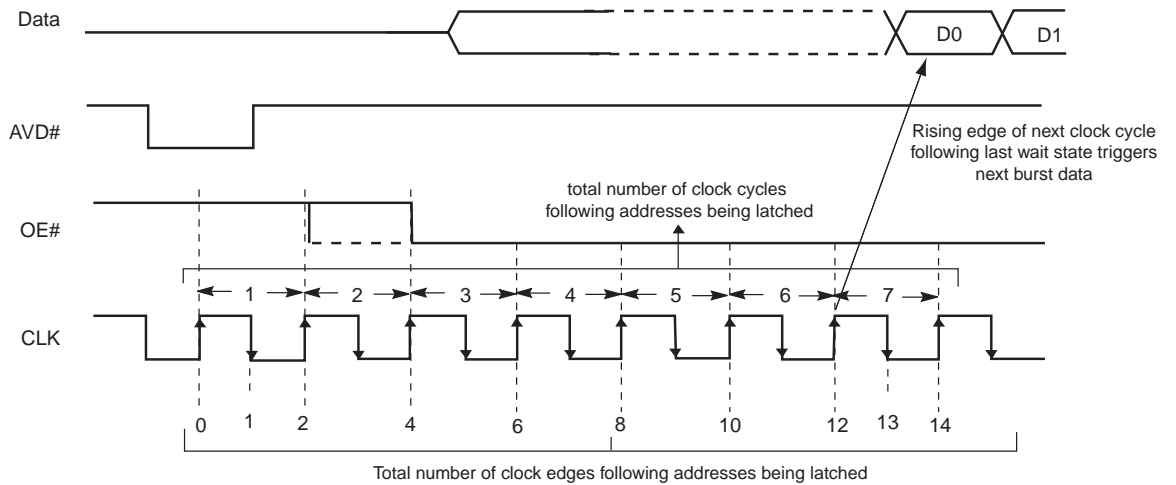 Data
D0
D1
AVD#
Rising edge of next clock cycle
following last wait state triggers
next burst data
total number of clock cycles
following addresses being latched
OE#
1
2
3
4
5
6
7
CLK
0
1
2
4
6
8
10
12
13
14
Total number of clock edges following addresses being latched